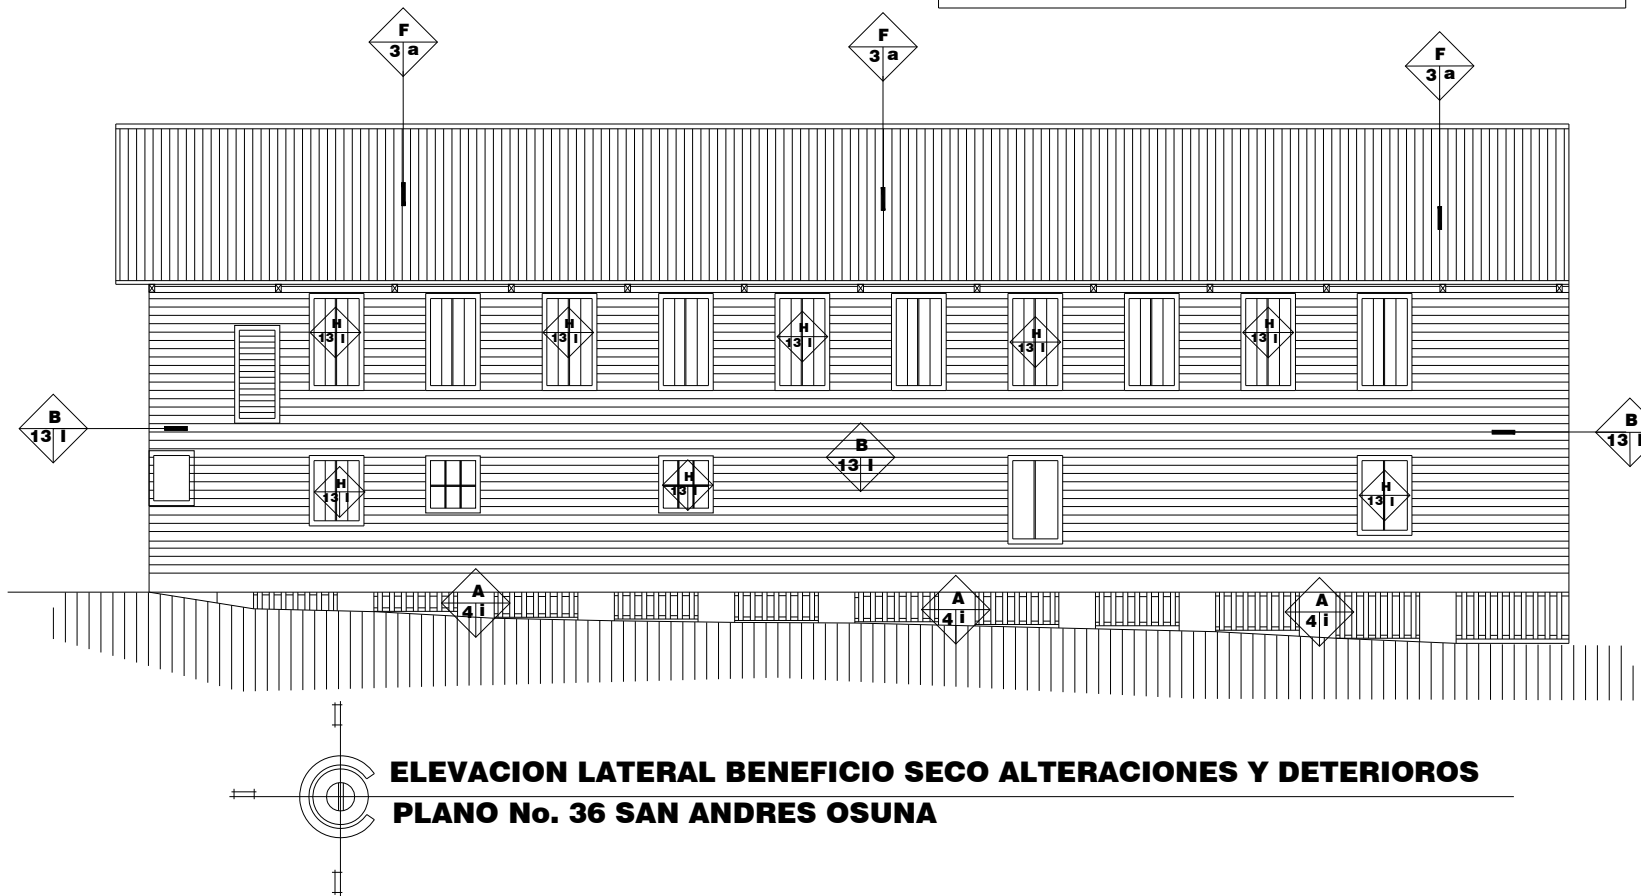 F
3 a
F
3 a
F
3 a
H
13 I
H
13 I
H
13 I
H
13 I
H
13 I
B
13 I
B
13 I
B
13 I
H
13 I
H
13 I
H
13 I
A
4 i
A
4 i
A
4 i
ELEVACION LATERAL BENEFICIO SECO ALTERACIONES Y DETERIOROS
PLANO No. 36 SAN ANDRES OSUNA